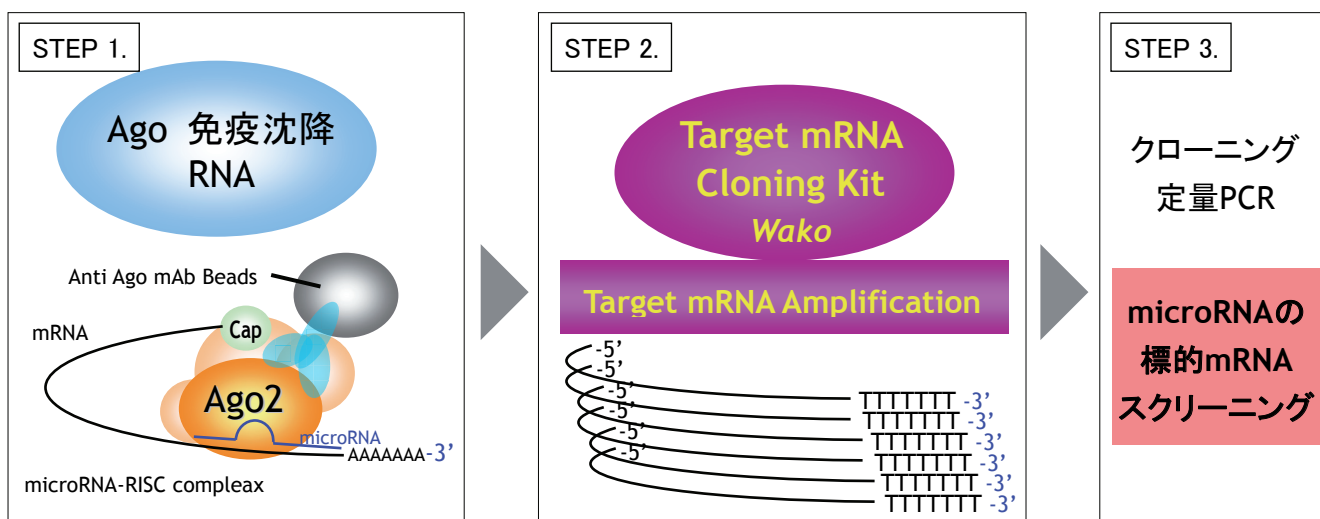 STEP 1.
Ago 免疫沈降
RNA
Anti Ago mAb Beads
mRNA
Cap
Ago2
microRNA
AAAAAAA-3’
microRNA-RISC compleax
STEP 2.
Target mRNA
Cloning Kit
Wako
Target mRNA Amplification
-5’
-5’
-5’
-5’
-5’
-5’
TTTTTTT -3’
TTTTTTT -3’
TTTTTTT -3’
TTTTTTT -3’
TTTTTTT -3’
TTTTTTT -3’
STEP 3.
クローニング
定量PCR
microRNAの
標的mRNA
スクリーニング